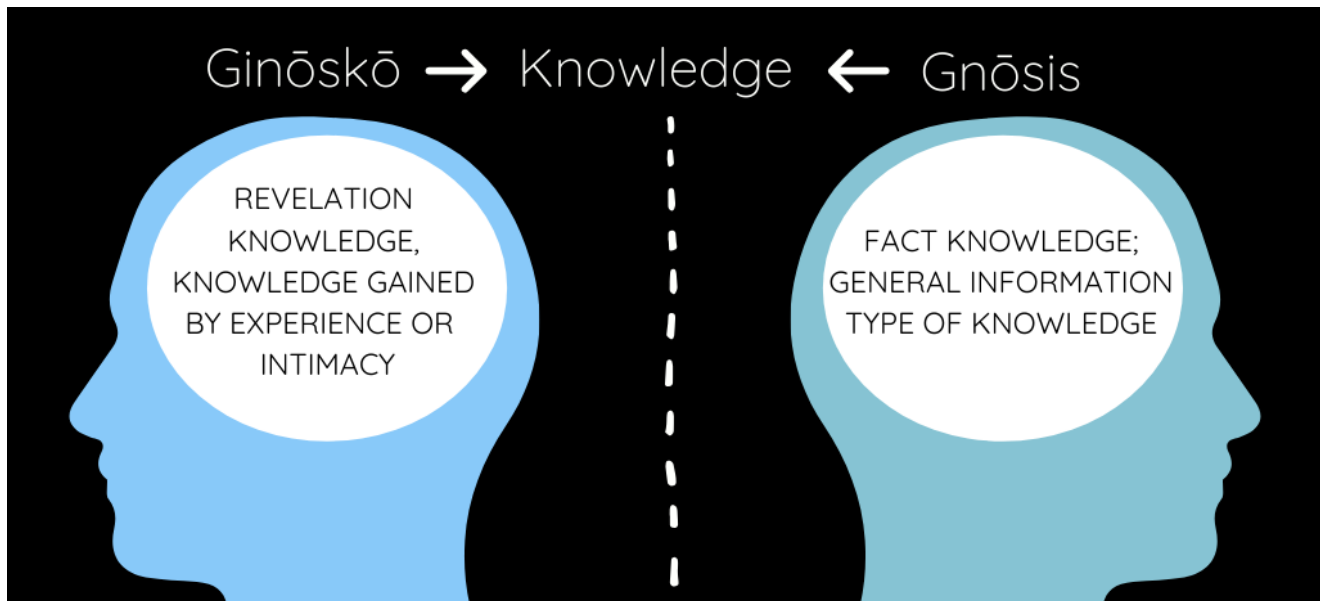 Ginōskō → Knowledge ← Gnōsis
REVELATION
KNOWLEDGE,
KNOWLEDGE GAINED
BY EXPERIENCE OR
INTIMACY
FACT KNOWLEDGE;
GENERAL INFORMATION
TYPE OF KNOWLEDGE